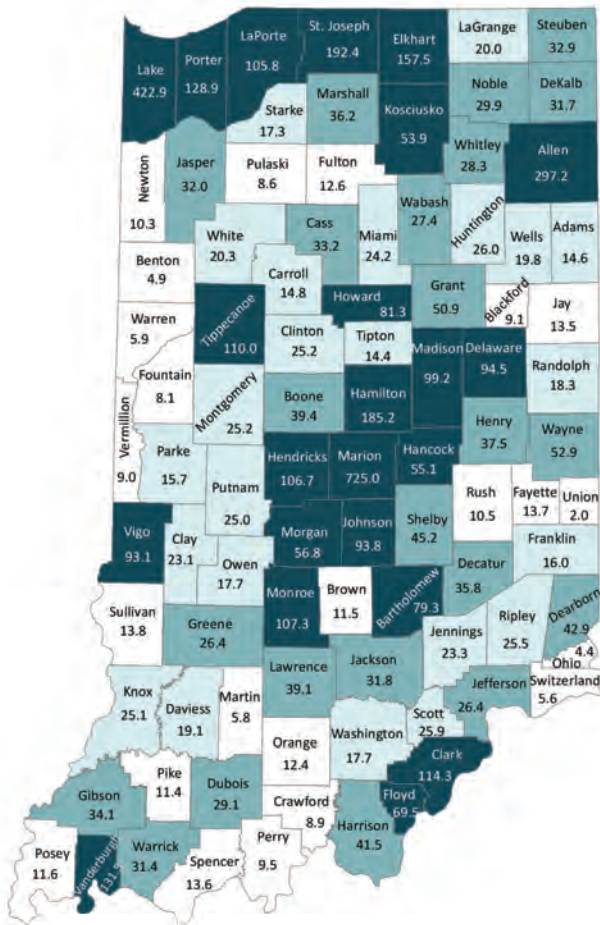 LaGrange
20.0
Steuben
32.9
St. Joseph
192.4
Elkhart
157.5
LaPorte
105.8
Porter
128.9
Lake
422.9
Noble
29.9
DeKalb
31.7
Marshall
36.2
Starke
17.3
Kosciusko
53.9
Whitley
28.3
Allen
297.2
Newton
10.3
Jasper
32.0
Pulaski
8.6
Fulton
12.6
Wabash
27.4
Huntington
26.0
White
20.3
Cass
33.2
Miami
24.2
Wells
19.8
Adams
14.6
Benton
4.9
Carroll
14.8
Grant
50.9
Blackford
9.1
Jay
13.5
Howard
81.3
Warren
5.9
Tippecanoe
110.0
Clinton
25.2
Tipton
14.4
Madison
99.2
Delaware
94.5
Randolph
18.3
Fountain
8.1
Montgomery
25.2
Boone
39.4
Hamilton
185.2
Henry
37.5
Wayne
52.9
Vermillion
9.0
Parke
15.7
Putnam
25.0
Hendricks
106.7
Marion
725.0
Hancock
55.1
Rush
10.5
Fayette
13.7
Union
2.0
Vigo
93.1
Clay
23.1
Owen
17.7
Morgan
56.8
Johnson
93.8
Shelby
45.2
Franklin
16.0
Decatur
35.8
Sullivan
13.8
Greene
26.4
Monroe
107.3
Brown
11.5
Bartholomew
79.3
Jennings
23.3
Ripley
25.5
Dearborn
42.9
4.4
Ohio
Switzerland
5.6
Lawrence
39.1
Jackson
31.8
Jefferson
26.4
Knox
25.1
Daviess
19.1
Martin
5.8
Orange
12.4
Washington
17.7
Scott
25.9
Clark
114.3
Pike
11.4
Dubois
29.1
Crawford
8.9
Floyd
69.5
Harrison
41.5
Gibson
34.1
Posey
11.6
Vanderburgh
Warrick
31.4
Spencer
13.6
Perry
9.5